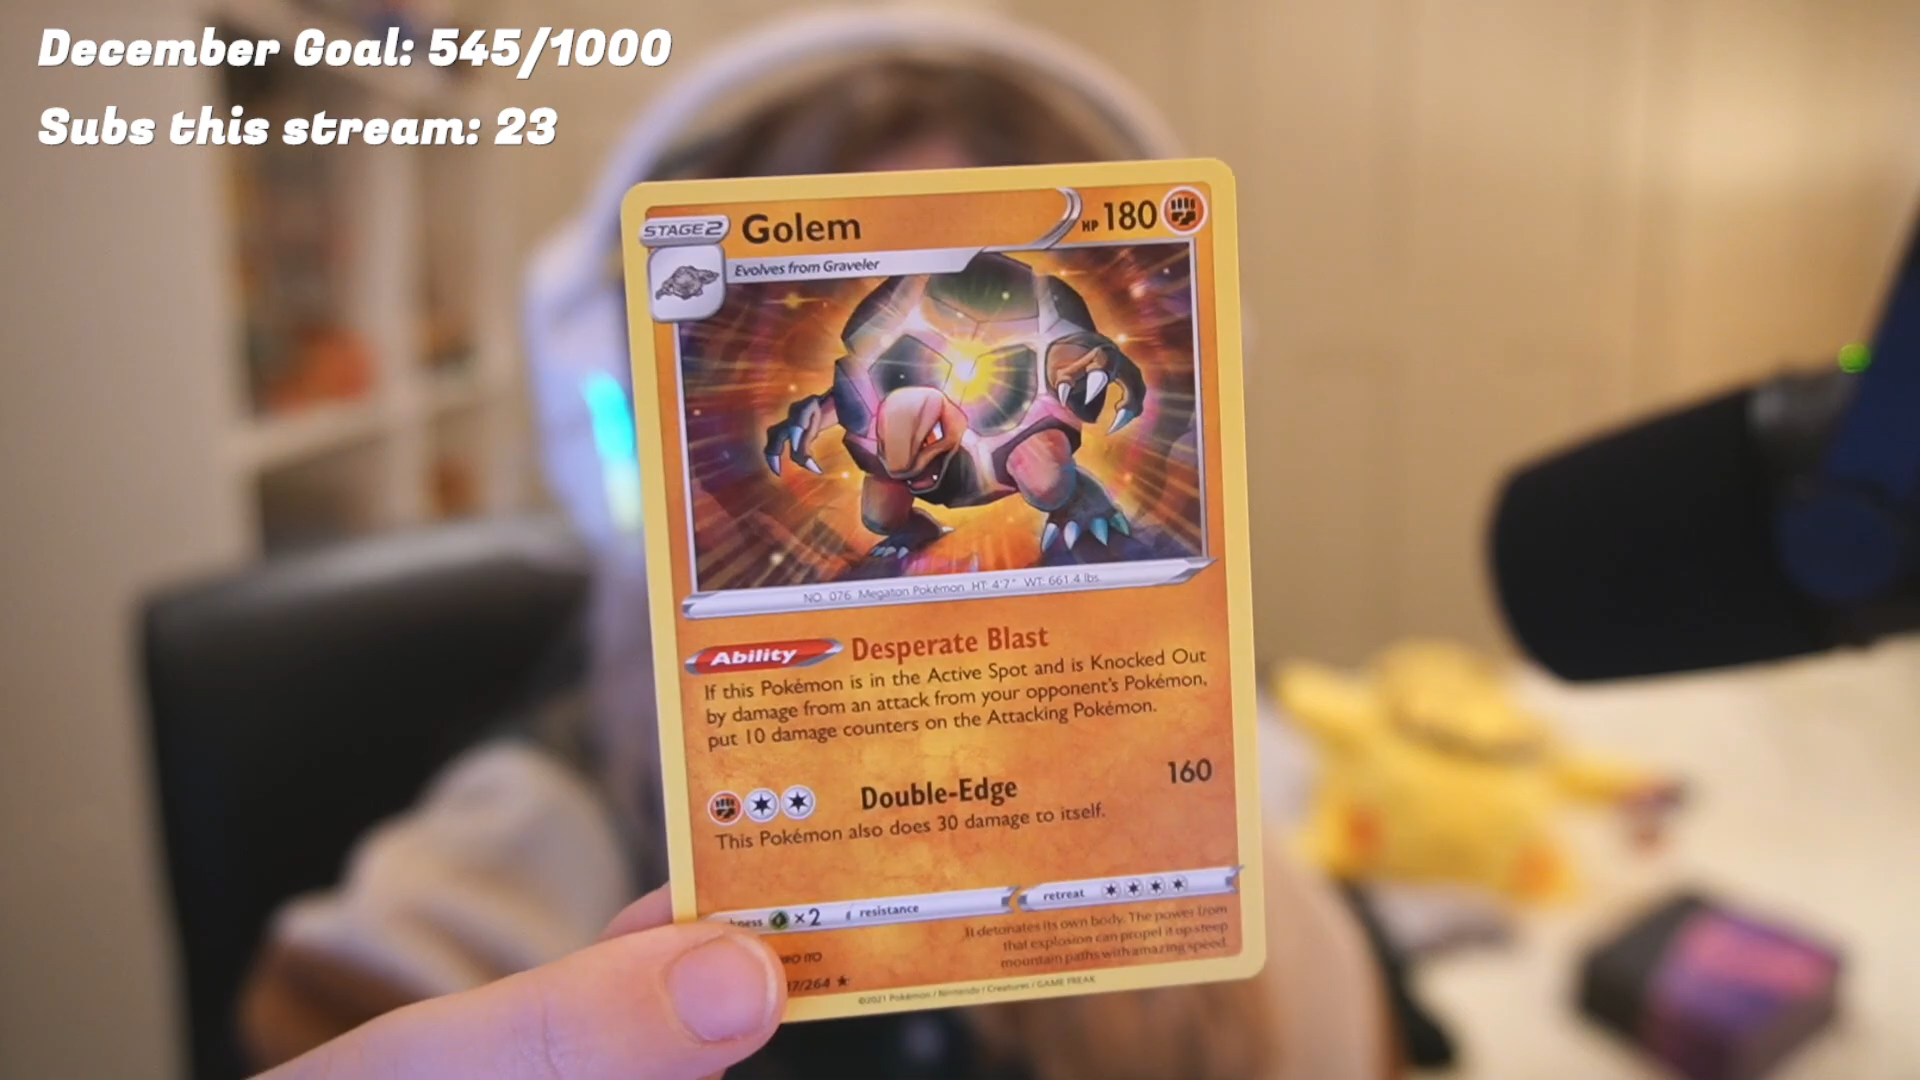 December Goal: 545/1000
Subs this stream: 23
STAGE 2 Golem HP 180
Evolves from Graveler
NO. 076 Megaton Pokémon HT: 4'7" WT: 661.4 lbs.
Ability Desperate Blast
If this Pokémon is in the Active Spot and is Knocked Out
by damage from an attack from your opponent's Pokémon,
put 10 damage counters on the Attacking Pokémon.
Double-Edge 160
This Pokémon also does 30 damage to itself.
×2 resistance retreat
It detonates its own body. The power from
that explosion can propel it up steep
mountain paths with amazing speed.
ITO
7/264
©2021 Pokémon / Nintendo / Creatures / GAME FREAK